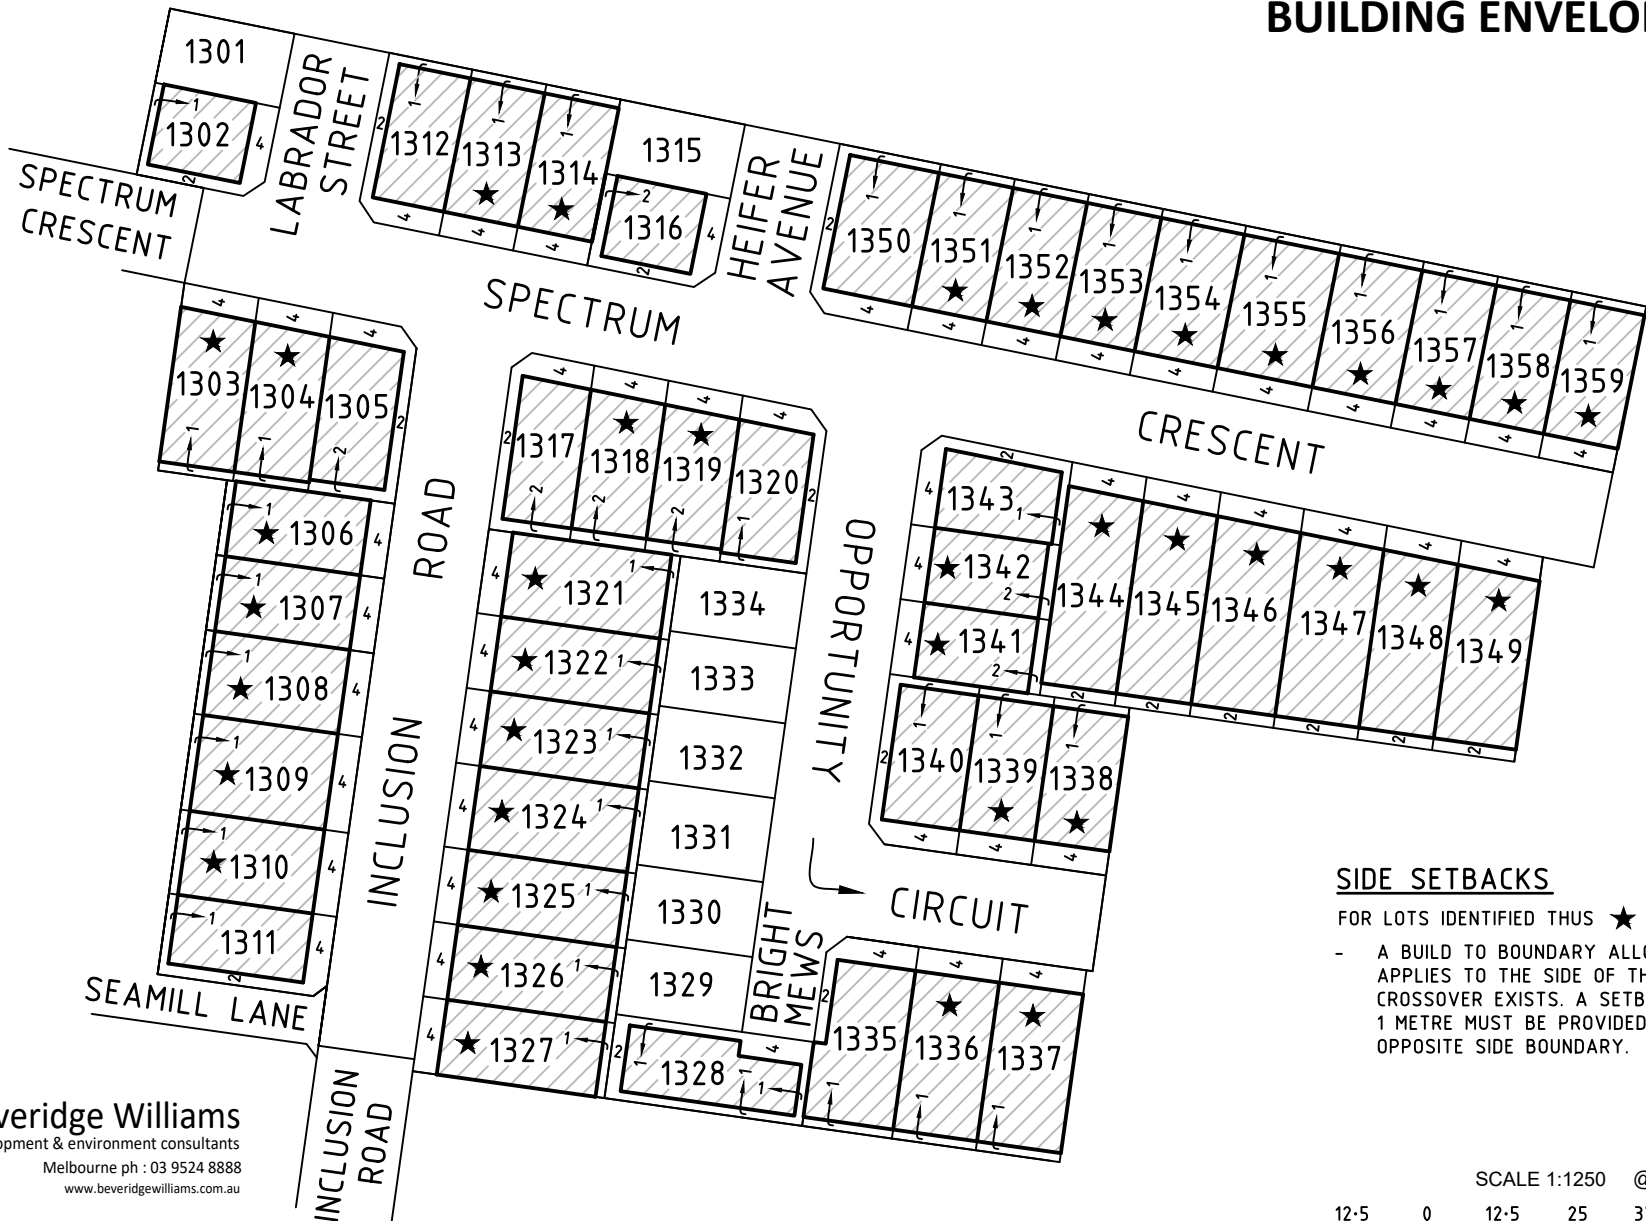 BUILDING ENVELO
1301
1302
LABRADOR
STREET
SPECTRUM
CRESCENT
1312
1313
1314
1315
1316
HEIFER
AVENUE
1350
1351
1352
1353
1354
1355
1356
1357
1358
1359
SPECTRUM
CRESCENT
1303
1304
1305
1306
1307
1308
1309
1310
1311
SEAMILL LANE
INCLUSION
ROAD
INCLUSION
ROAD
1317
1318
1319
1320
1321
1322
1323
1324
1325
1326
1327
1328
1329
1330
1331
1332
1333
1334
OPPORTUNITY
CIRCUIT
BRIGHT
MEWS
1343
1342
1341
1340
1339
1338
1344
1345
1346
1347
1348
1349
1335
1336
1337
SIDE SETBACKS
FOR LOTS IDENTIFIED THUS ★
- A BUILD TO BOUNDARY ALLO
APPLIES TO THE SIDE OF TH
CROSSOVER EXISTS. A SETB
1 METRE MUST BE PROVIDED
OPPOSITE SIDE BOUNDARY.
veridge Williams
opment & environment consultants
Melbourne ph : 03 9524 8888
www.beveridgewilliams.com.au
SCALE 1:1250 @
12·5 0 12·5 25 3